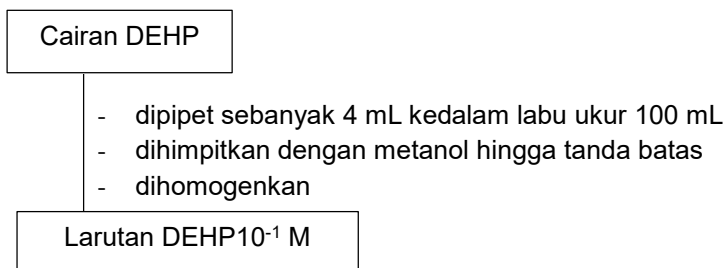 Cairan DEHP
- dipipet sebanyak 4 mL kedalam labu ukur 100 mL
- dihimpitkan dengan metanol hingga tanda batas
- dihomogenkan
Larutan DEHP10⁻¹ M